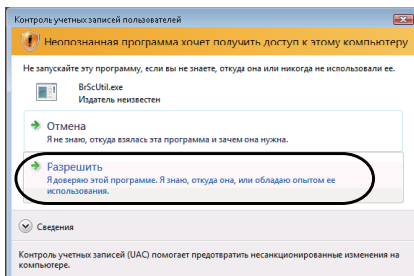 Контроль учетных записей пользователей
Неопознанная программа хочет получить доступ к этому компьютеру
Не запускайте эту программу, если вы не знаете, откуда она или никогда не использовали ее.
BrScUtil.exe
Издатель неизвестен
Отмена
Я не знаю, откуда взялась эта программа и зачем она нужна.
Разрешить
Я доверяю этой программе. Я знаю, откуда она, или обладаю опытом ее
использования.
Сведения
Контроль учетных записей (UAC) помогает предотвратить несанкционированные изменения на
компьютере.